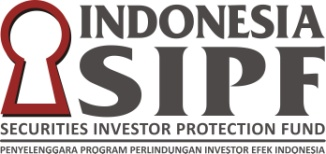 INDONESIA
SIPF
SECURITIES INVESTOR PROTECTION FUND
PENYELENGGARA PROGRAM PERLINDUNGAN INVESTOR EFEK INDONESIA